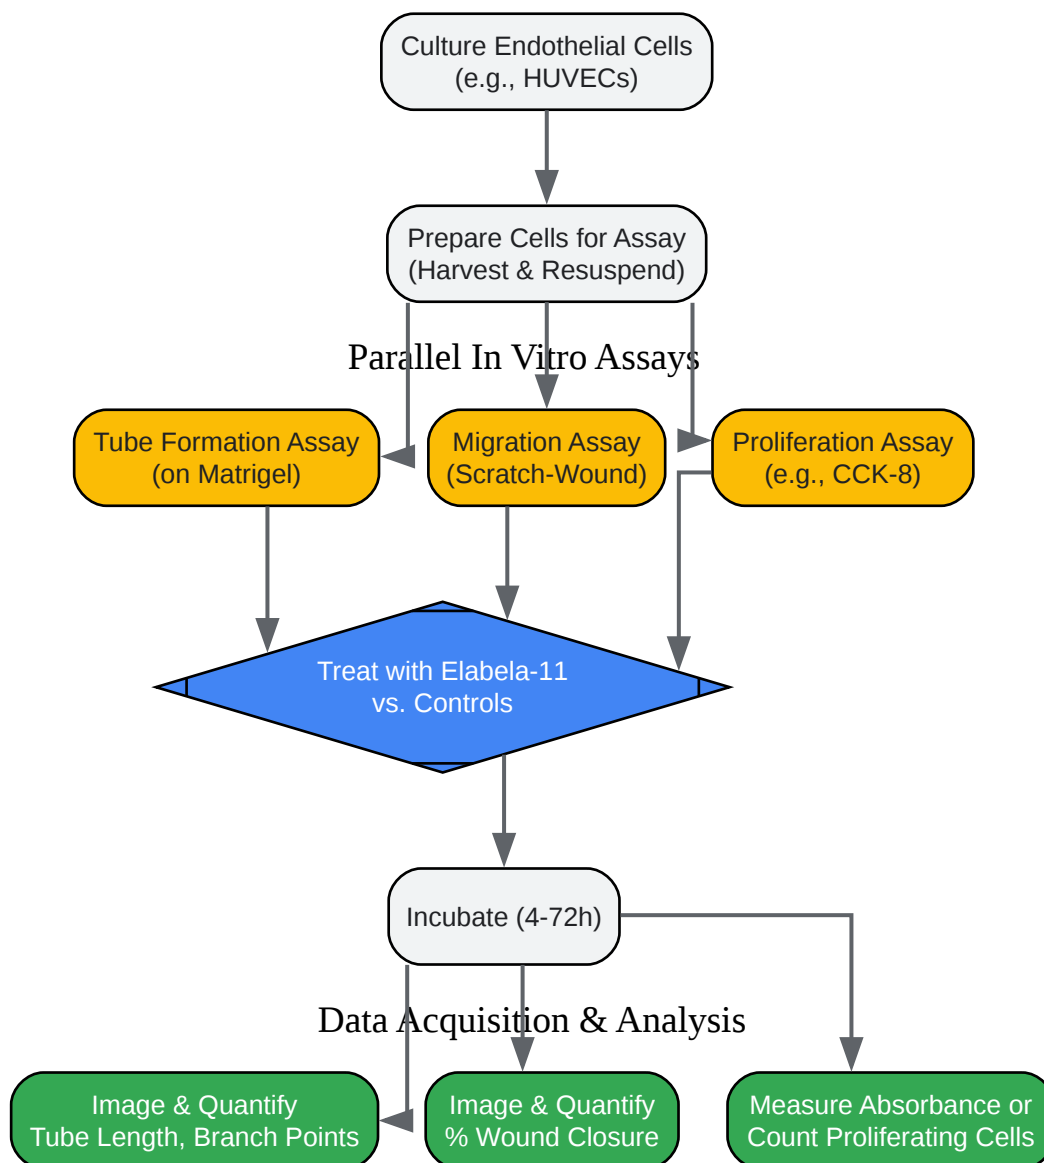 Culture Endothelial Cells
(e.g., HUVECs)
Prepare Cells for Assay
(Harvest & Resuspend)
Parallel In Vitro Assays
Tube Formation Assay
(on Matrigel)
Migration Assay
(Scratch-Wound)
Proliferation Assay
(e.g., CCK-8)
Treat with Elabela-11
vs. Controls
Incubate (4-72h)
Data Acquisition & Analysis
Image & Quantify
Tube Length, Branch Points
Image & Quantify
% Wound Closure
Measure Absorbance or
Count Proliferating Cells